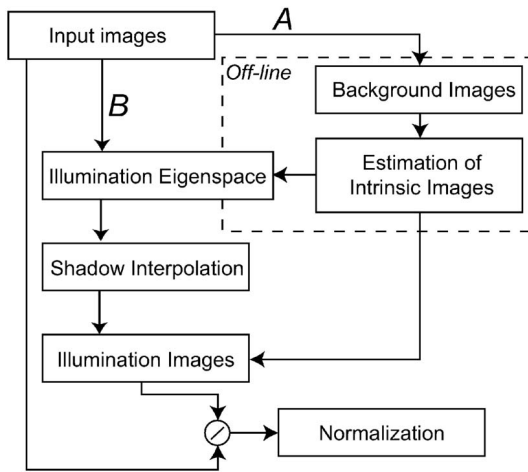 Input images
A
Off-line
Background Images
B
Estimation of
Intrinsic Images
Illumination Eigenspace
Shadow Interpolation
Illumination Images
Normalization